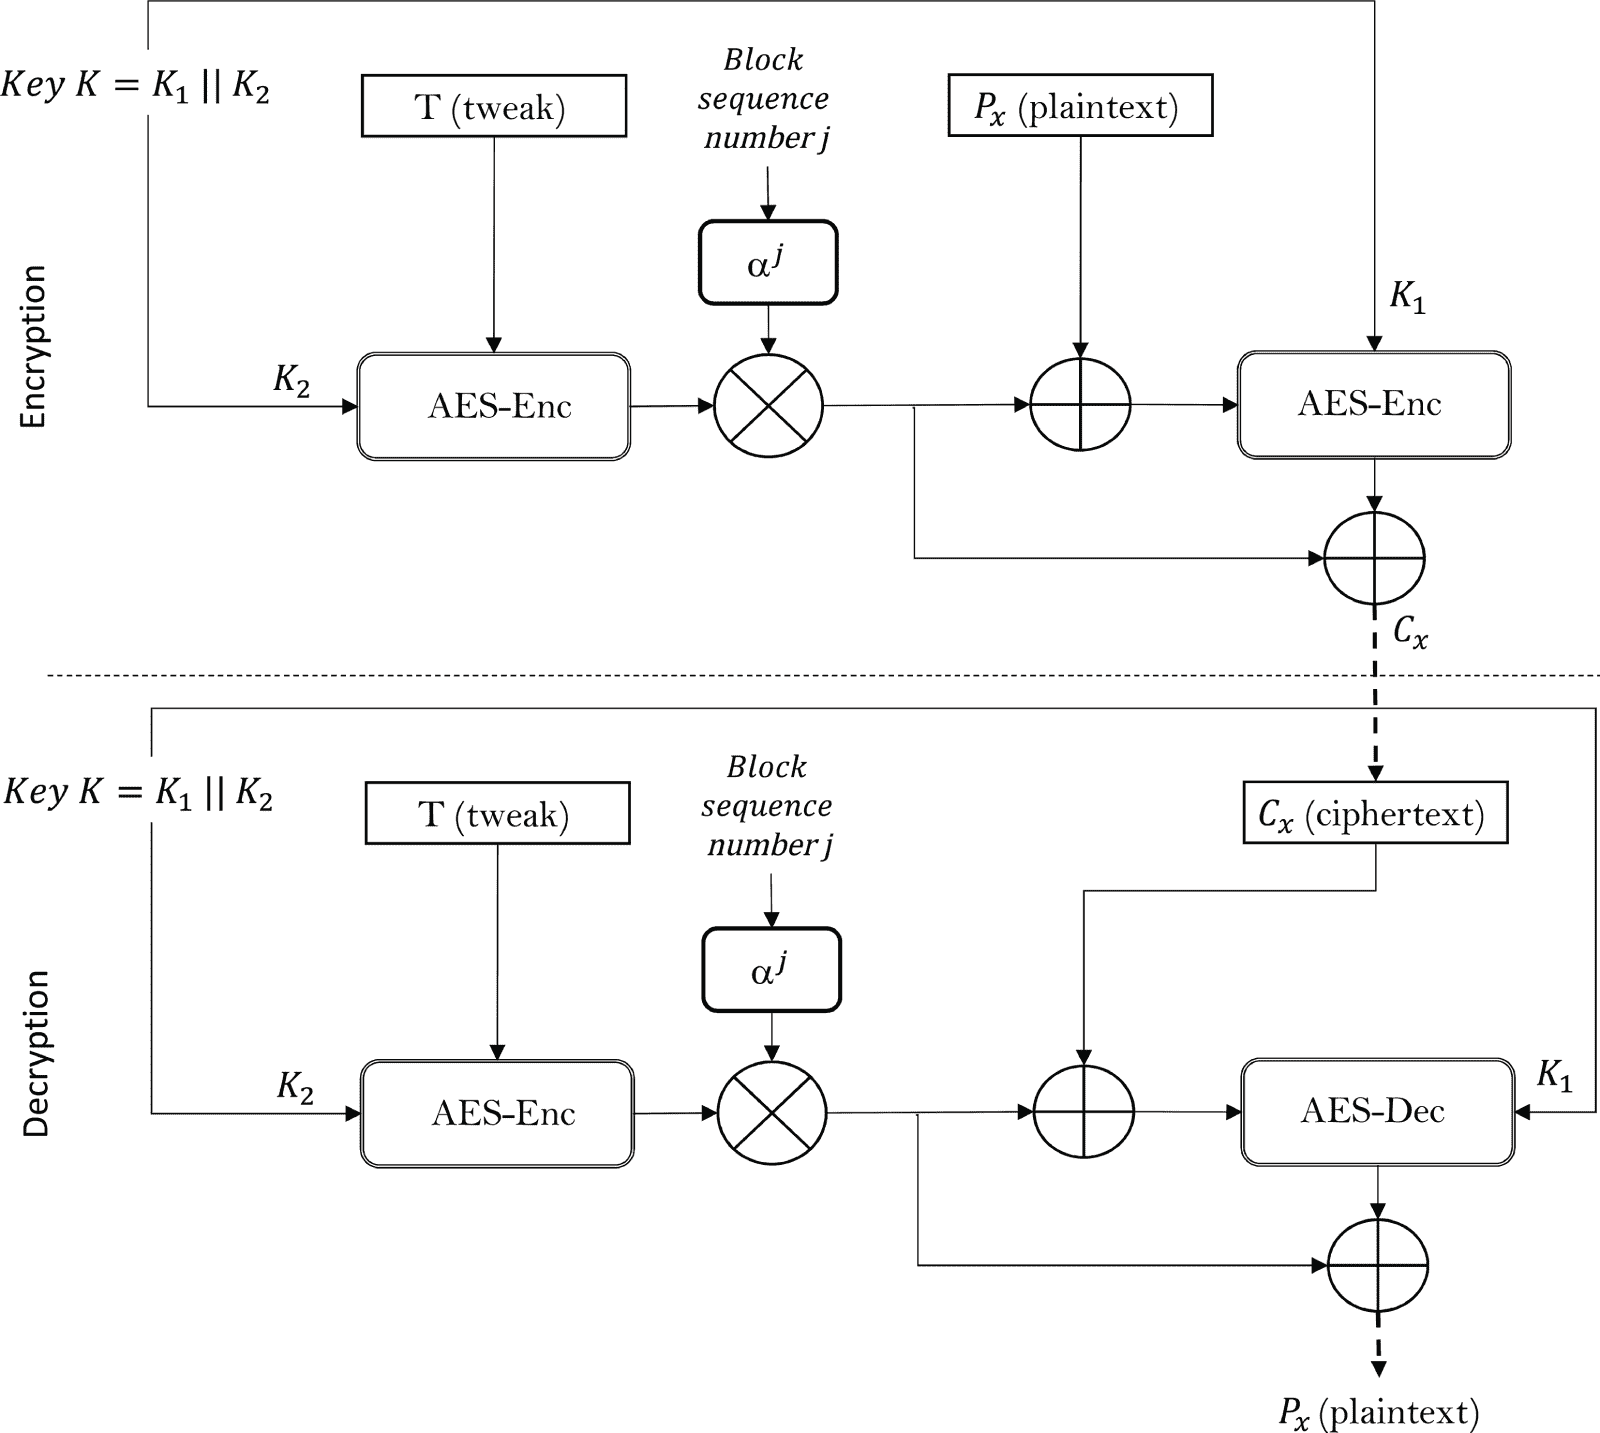 Key K = K₁ || K₂
T (tweak)
Block
sequence
number j
Pₓ (plaintext)
αʲ
K₁
Encryption
K₂
AES-Enc
AES-Enc
Cₓ
Key K = K₁ || K₂
T (tweak)
Block
sequence
number j
Cₓ (ciphertext)
αʲ
Decryption
K₂
AES-Enc
AES-Dec
K₁
Pₓ (plaintext)